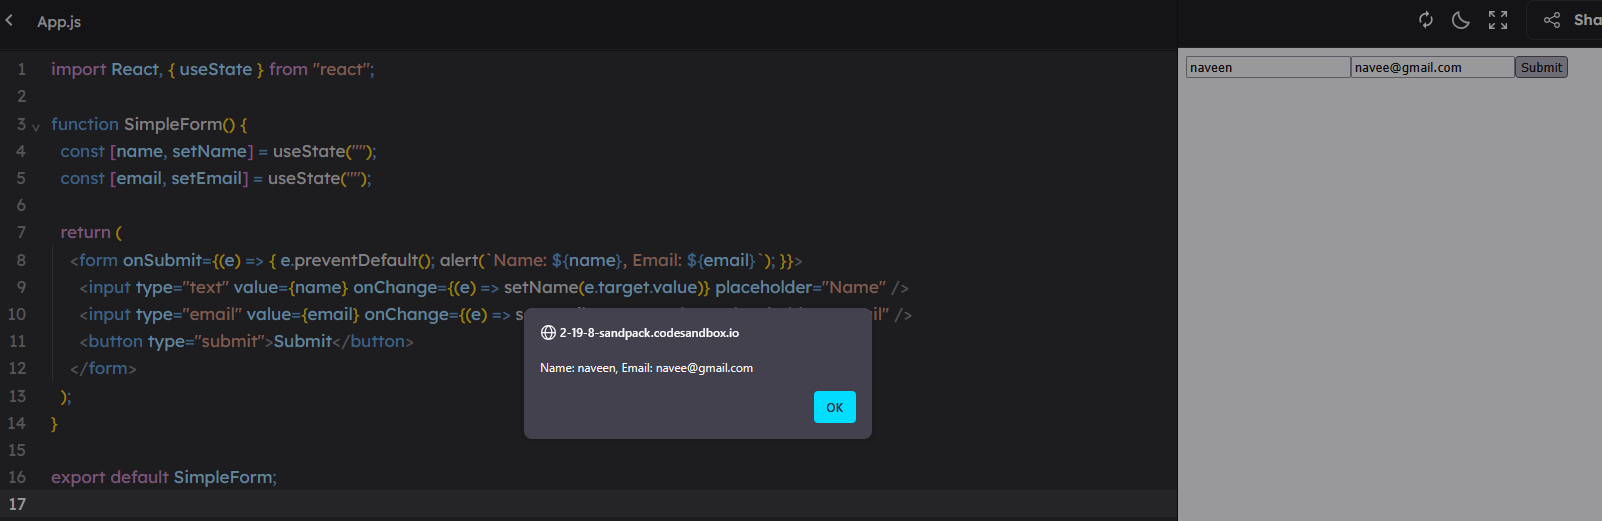 App.js
Sha
1 import React, { useState } from "react";
2
3 function SimpleForm() {
4 const [name, setName] = useState("");
5 const [email, setEmail] = useState("");
6
7 return (
8 <form onSubmit={(e) => { e.preventDefault(); alert(`Name: ${name}, Email: ${email}`); }}>
9 <input type="text" value={name} onChange={(e) => setName(e.target.value)} placeholder="Name" />
10 <input type="email" value={email} onChange={(e) => se il" />
11 <button type="submit">Submit</button>
12 </form>
13 );
14 }
15
16 export default SimpleForm;
17
naveen navee@gmail.com Submit
2-19-8-sandpack.codesandbox.io
Name: naveen, Email: navee@gmail.com
OK